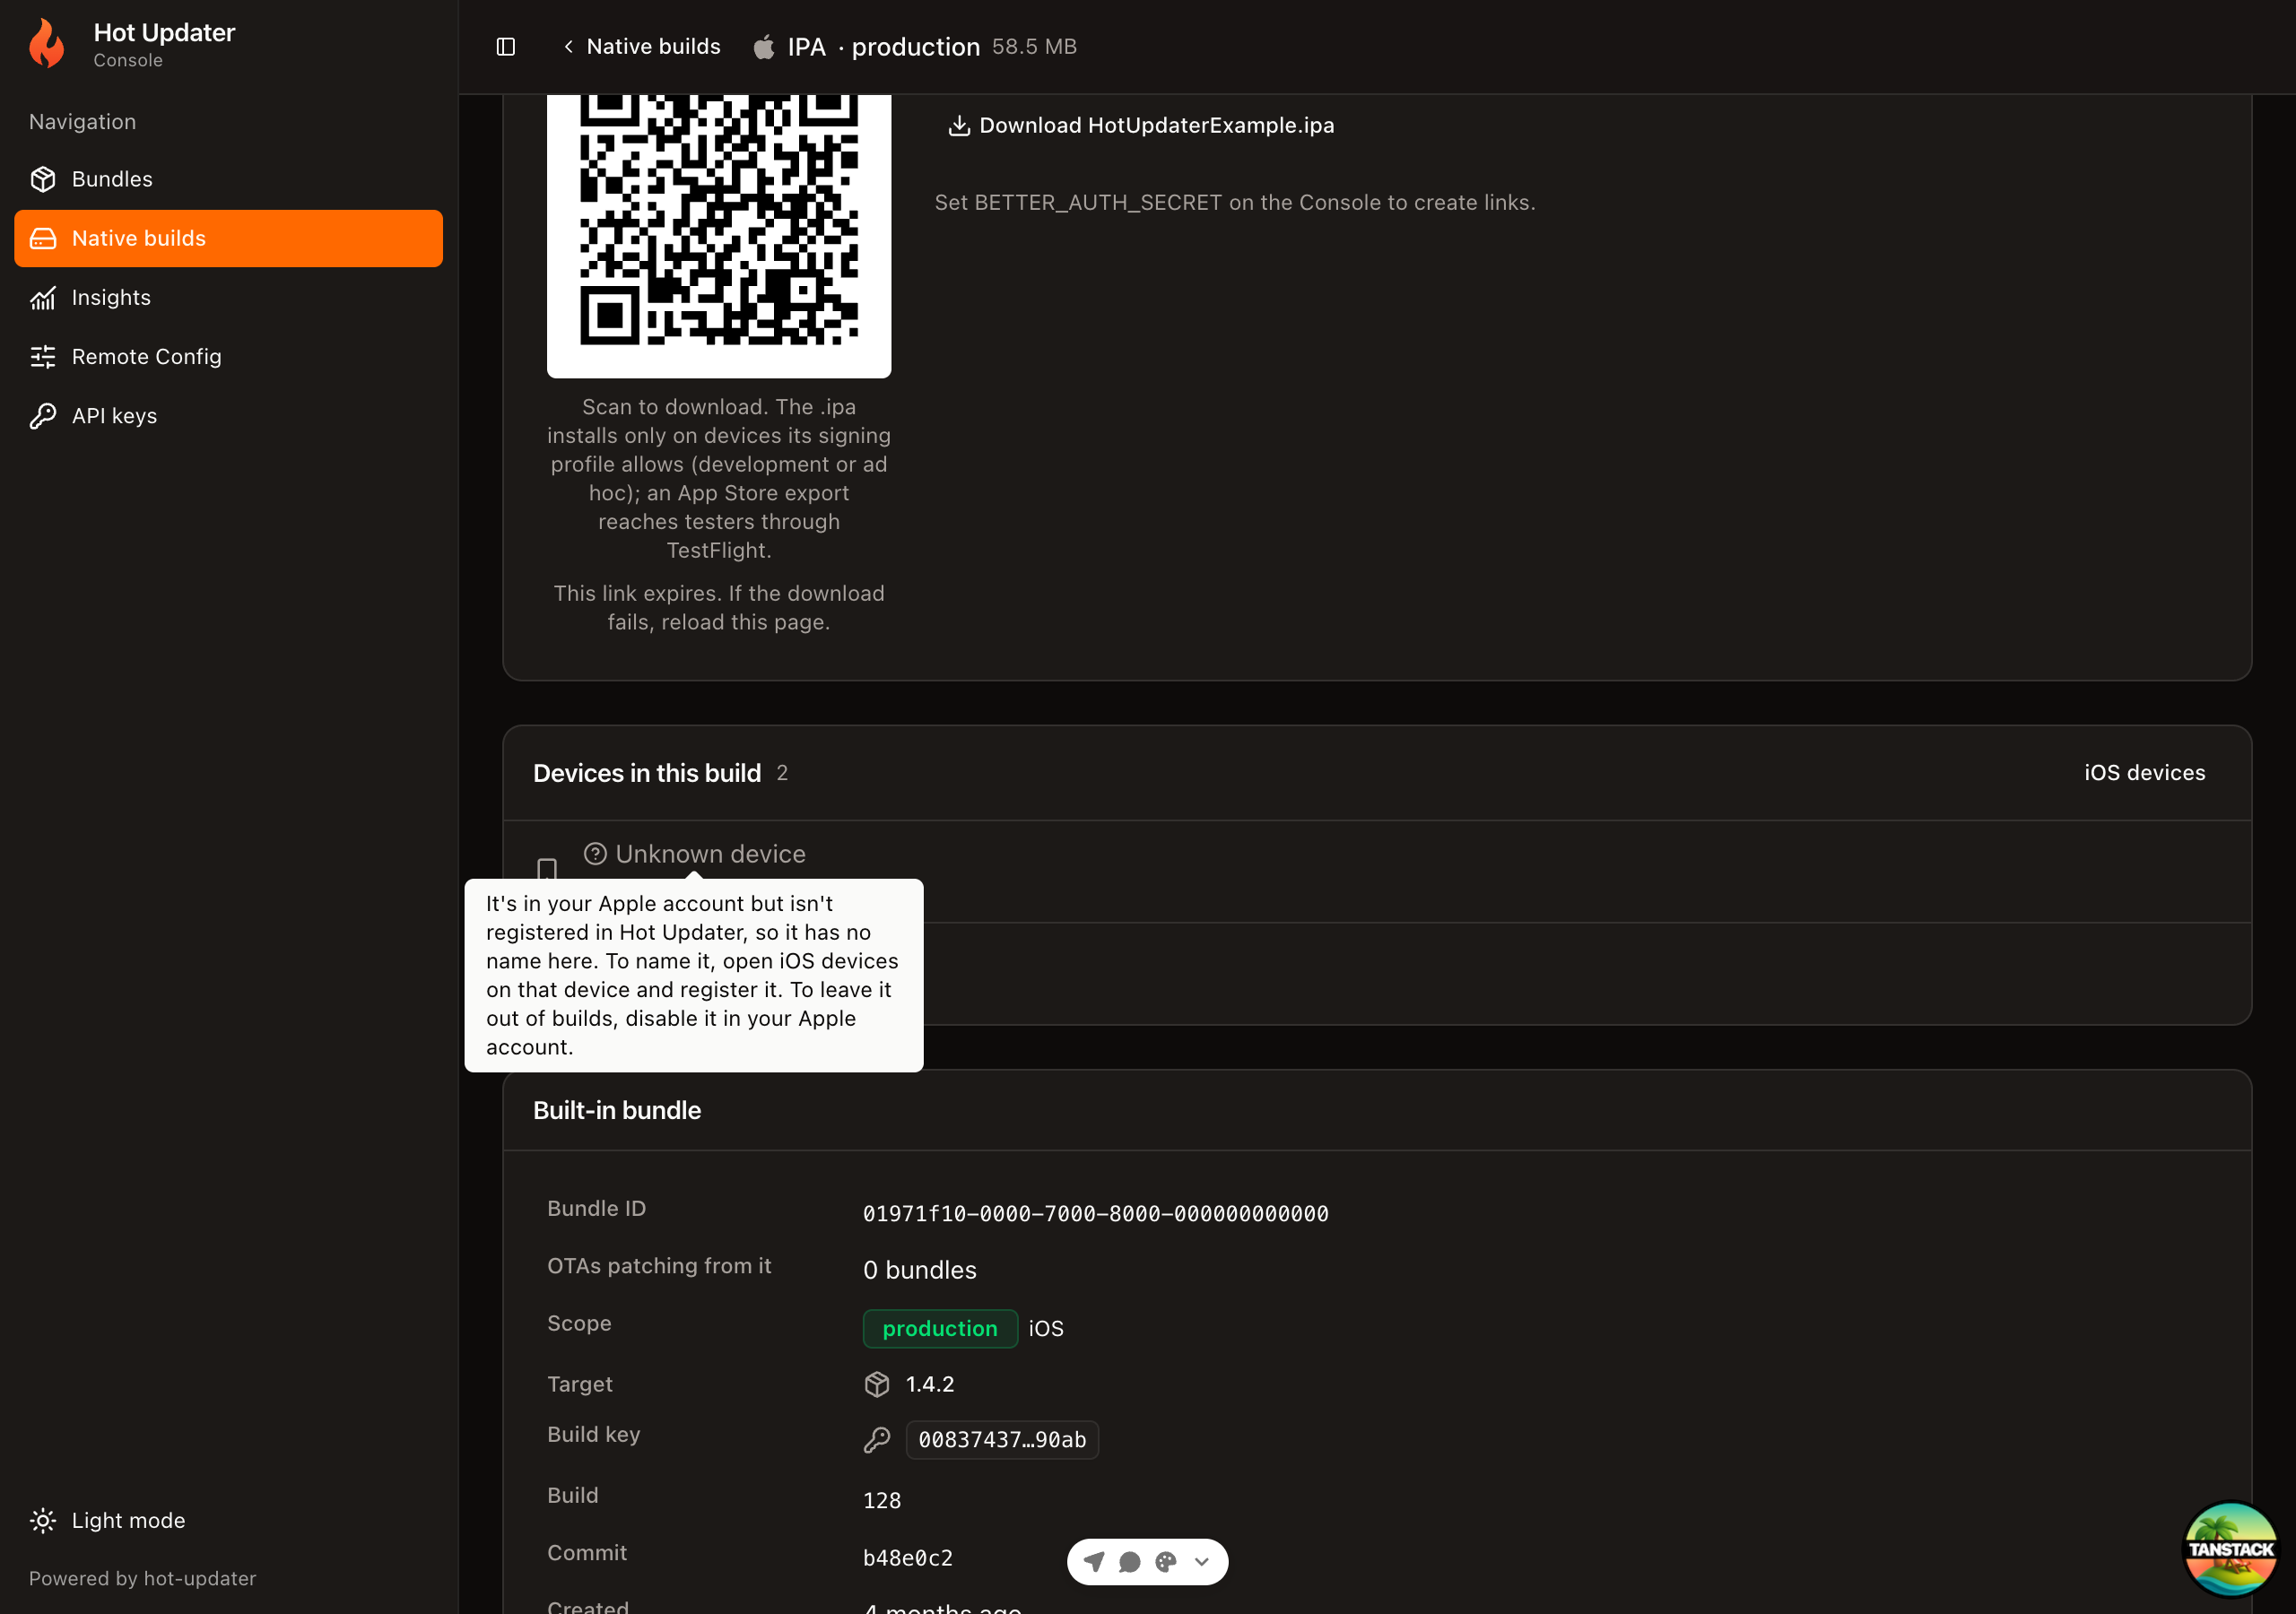 Hot Updater
Console
Navigation
Bundles
Native builds
Insights
Remote Config
API keys
Light mode
Powered by hot-updater
Native builds
IPA · production 58.5 MB
Download HotUpdaterExample.ipa
Set BETTER_AUTH_SECRET on the Console to create links.
Scan to download. The .ipa
installs only on devices its signing
profile allows (development or ad
hoc); an App Store export
reaches testers through
TestFlight.
This link expires. If the download
fails, reload this page.
Devices in this build 2
iOS devices
Unknown device
It's in your Apple account but isn't
registered in Hot Updater, so it has no
name here. To name it, open iOS devices
on that device and register it. To leave it
out of builds, disable it in your Apple
account.
Built-in bundle
Bundle ID 01971f10-0000-7000-8000-000000000000
OTAs patching from it 0 bundles
Scope production iOS
Target 1.4.2
Build key 00837437…90ab
Build 128
Commit b48e0c2
Created 4 months ago
TANSTACK